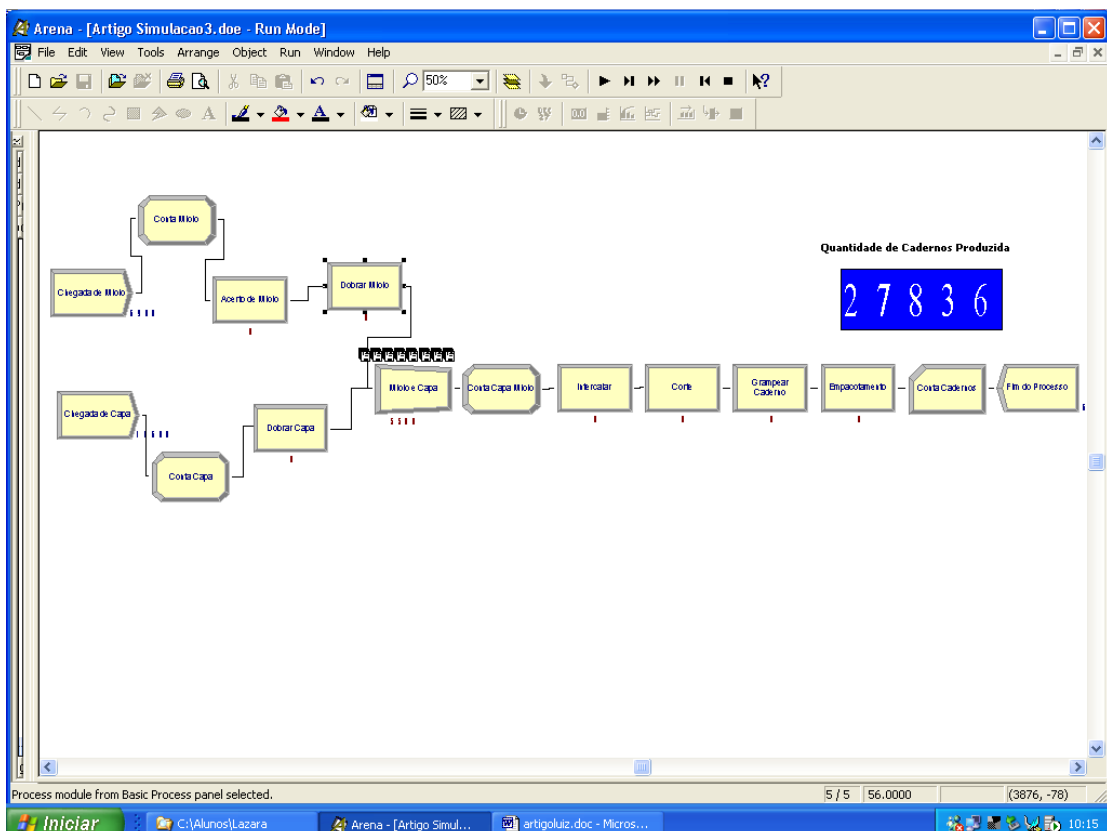 Arena - [Artigo Simulacao3.doe - Run Mode]
File Edit View Tools Arrange Object Run Window Help
50%
Conta Miolo
Quantidade de Cadernos Produzida
Chegada de Miolo
Acerto de Miolo
Dobrar Miolo
27836
Miolo e Capa
Conta Capa Miolo
Intercalar
Corte
Grampear
Caderno
Empacotamento
Conta Cadernos
Fim do Processo
Chegada de Capa
Dobrar Capa
Conta Capa
Process module from Basic Process panel selected.
5 / 5
56.0000
(3876, -78)
Iniciar
C:\Alunos\Lazara
Arena - [Artigo Simul...
artigoluiz.doc - Micros...
10:15